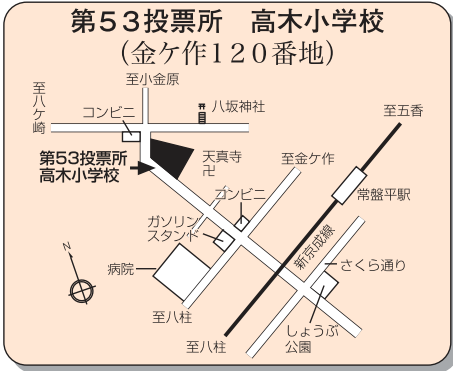 第53投票所　高木小学校
（金ケ作120番地）
至小金原
至八ケ崎
コンビニ
八坂神社
至五香
第53投票所
高木小学校
天真寺
卍
至金ケ作
常盤平駅
コンビニ
ガソリン
スタンド
新京成線
さくら通り
N
病院
至八柱
至八柱
しょうぶ
公園